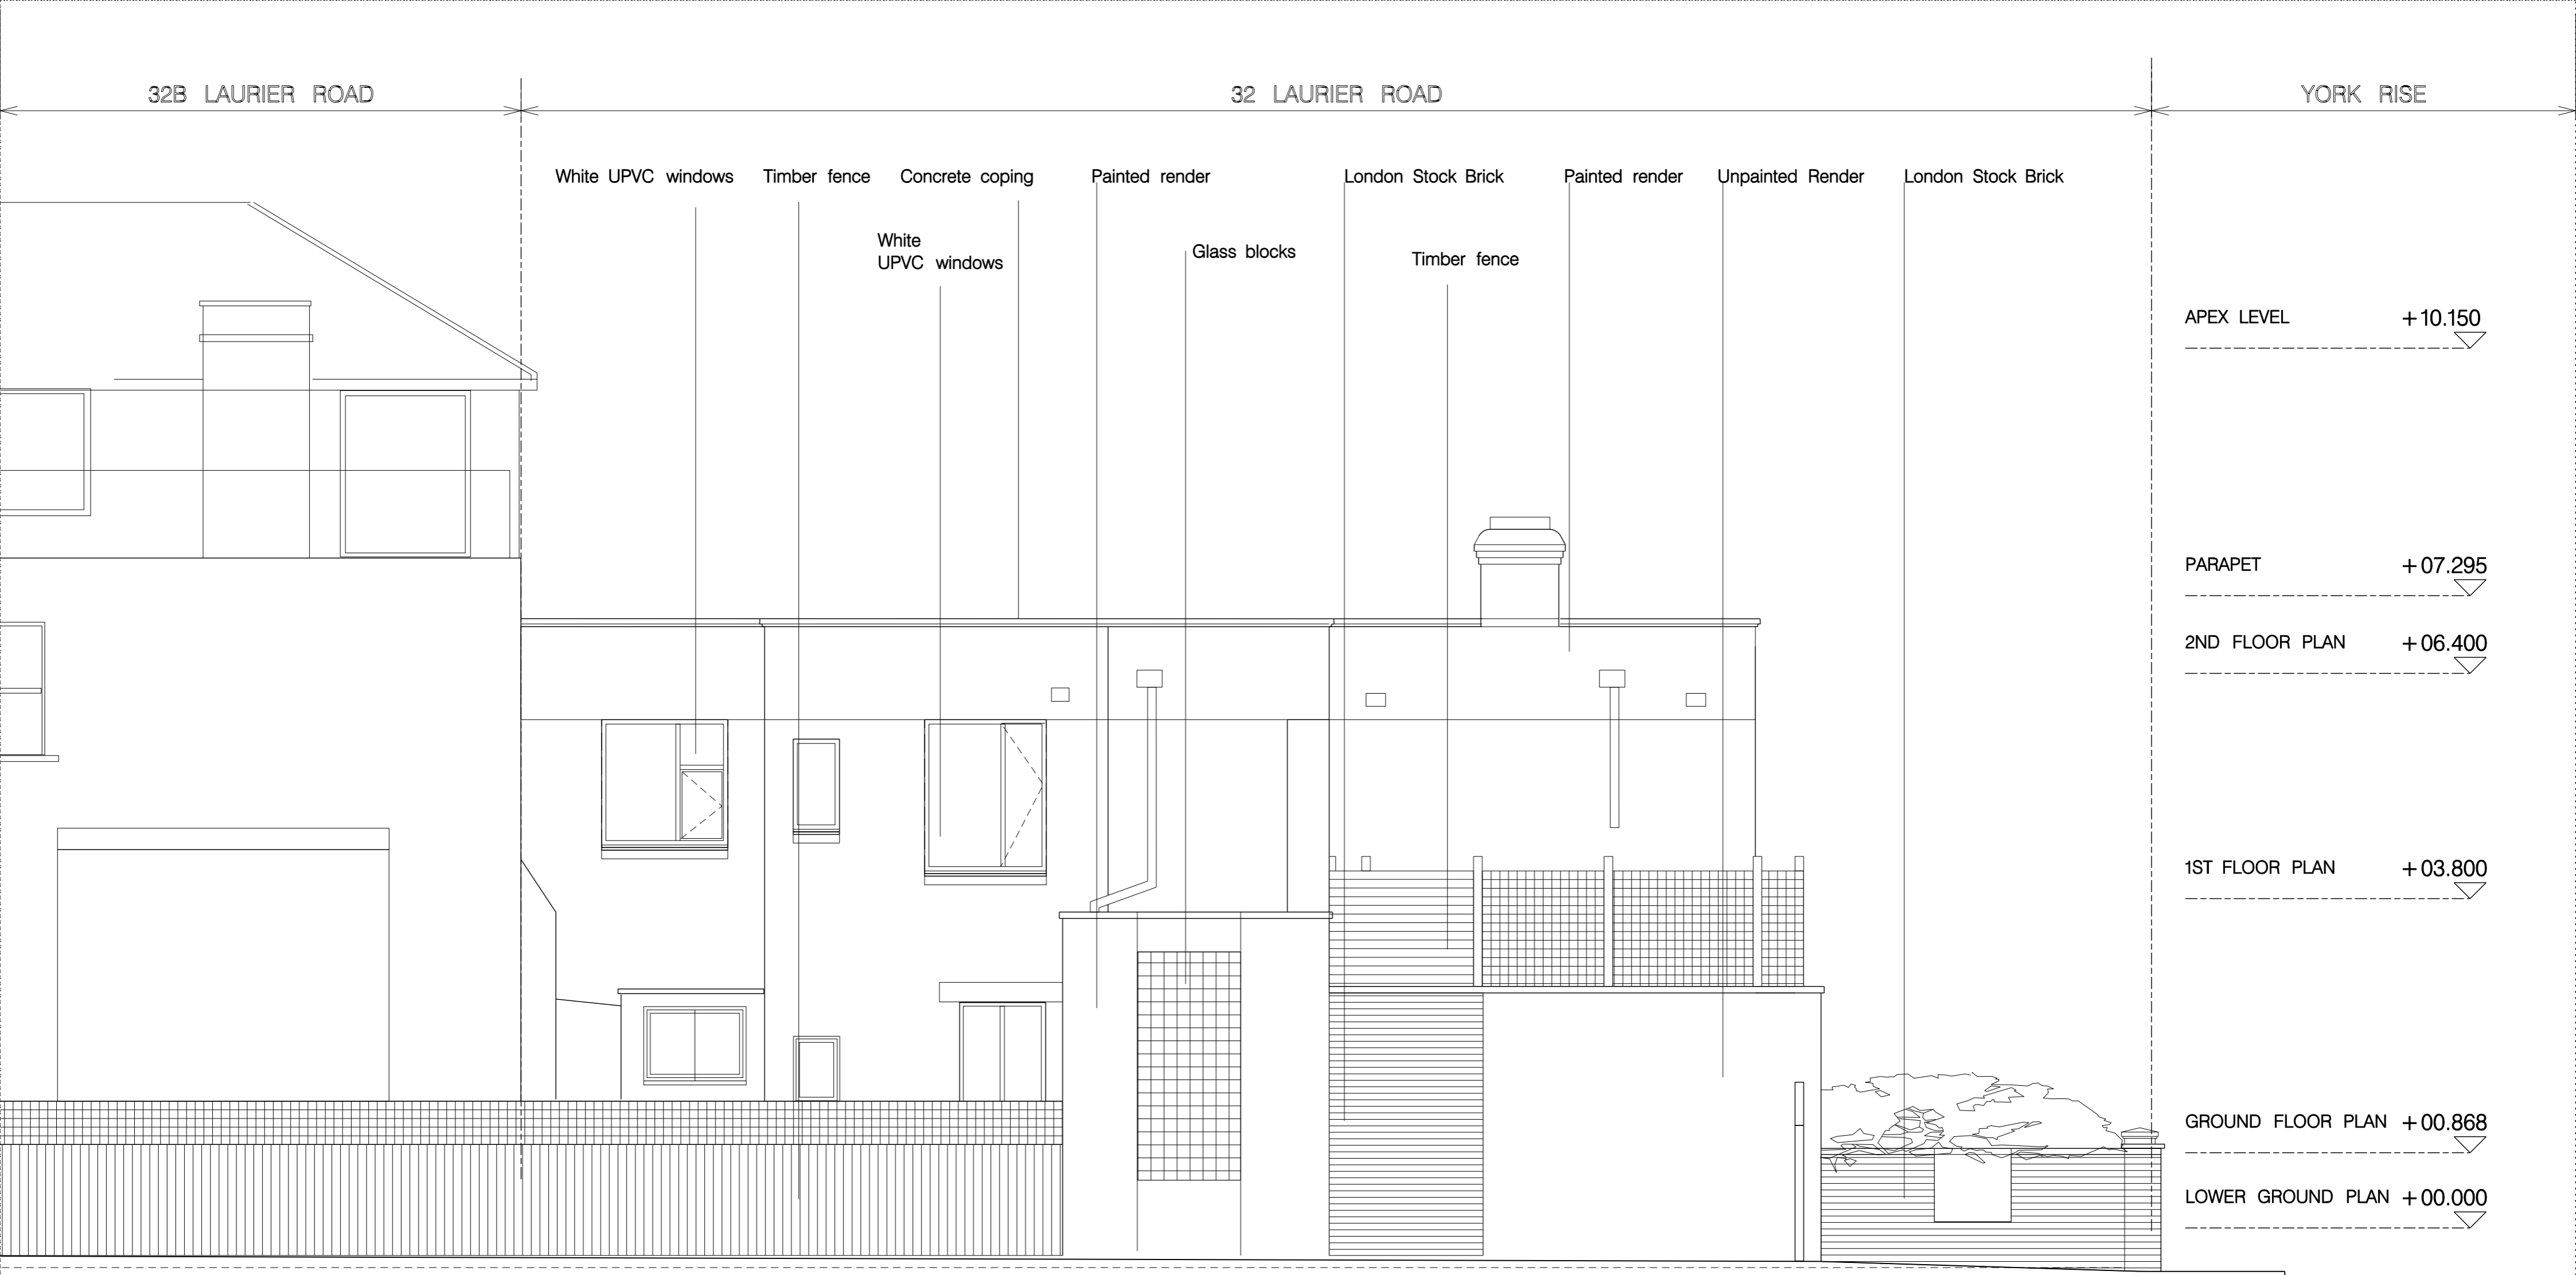 32B LAURIER ROAD
32 LAURIER ROAD
YORK RISE
White UPVC windows
Timber fence
Concrete coping
Painted render
London Stock Brick
Painted render
Unpainted Render
London Stock Brick
White
UPVC windows
Glass blocks
Timber fence
APEX LEVEL +10.150
PARAPET +07.295
2ND FLOOR PLAN +06.400
1ST FLOOR PLAN +03.800
GROUND FLOOR PLAN +00.868
LOWER GROUND PLAN +00.000